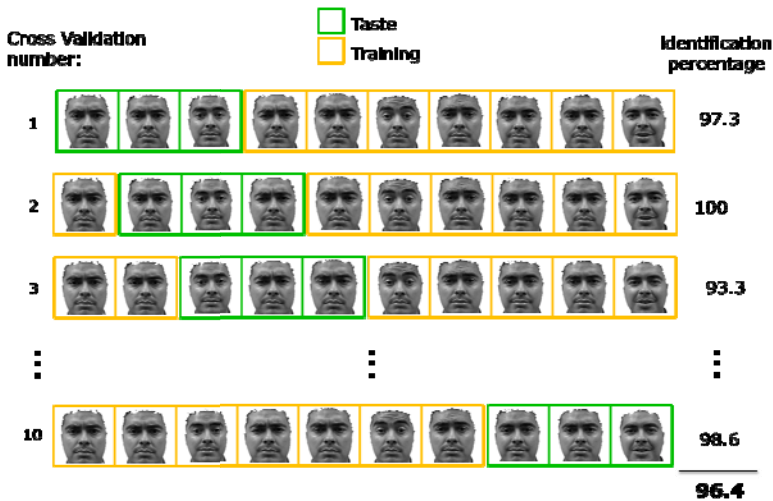 Taste
Training
Cross Validation
number:
Identification
percentage
1
97.3
2
100
3
93.3
10
98.6
96.4